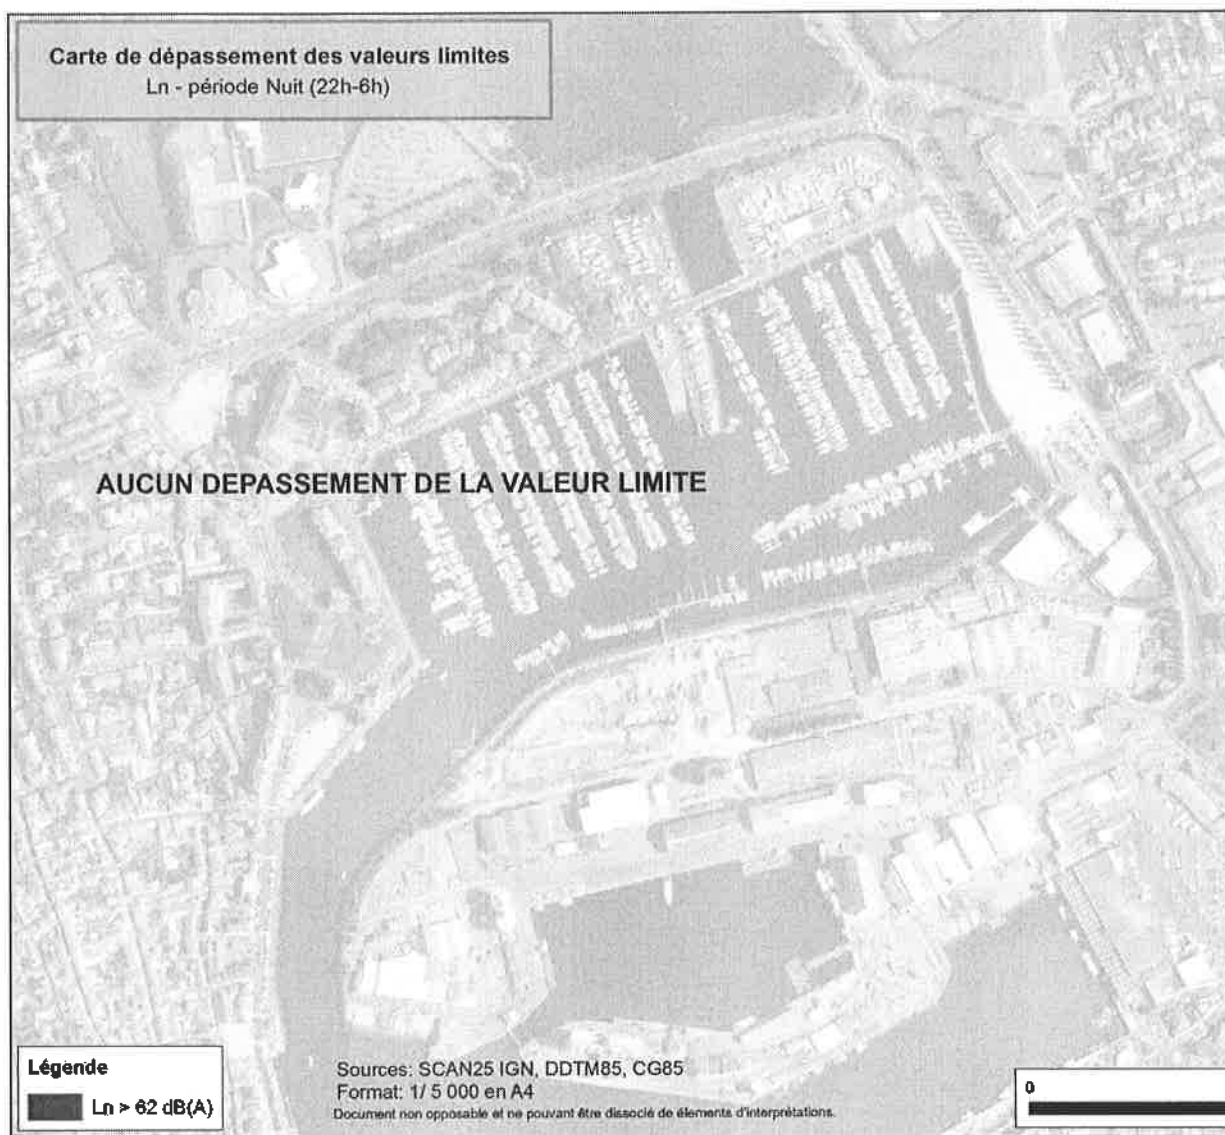 Carte de dépassement des valeurs limites
Ln - période Nuit (22h-6h)
AUCUN DEPASSEMENT DE LA VALEUR LIMITE
Légende
Ln > 62 dB(A)
Sources: SCAN25 IGN, DDTM85, CG85
Format: 1/ 5 000 en A4
Document non opposable et ne pouvant être dissocié de élements d'interprétations.
0